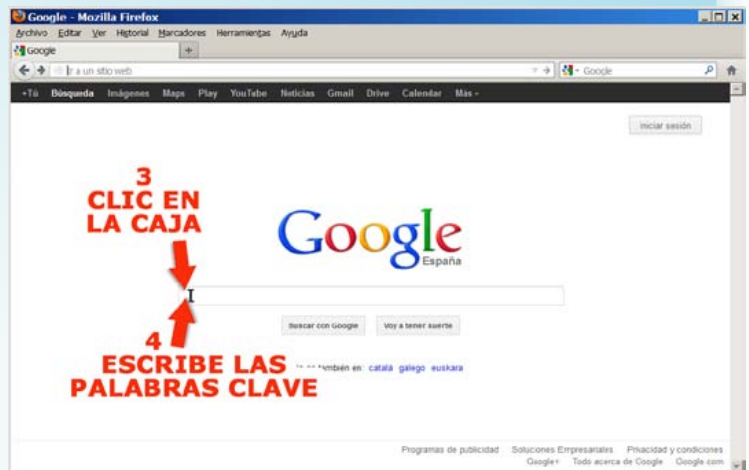 Google - Mozilla Firefox
Archivo Editar Ver Historial Marcadores Herramientas Ayuda
Google
Ir a un sitio web
Google
+Tú Búsqueda Imágenes Maps Play YouTube Noticias Gmail Drive Calendar Más
Iniciar sesión
3
CLIC EN
LA CAJA
Google
España
Buscar con Google Voy a tener suerte
4
ESCRIBE LAS
PALABRAS CLAVE
también en: català galego euskara
Programas de publicidad Soluciones Empresariales Privacidad y condiciones
Google+ Todo acerca de Google Google.com